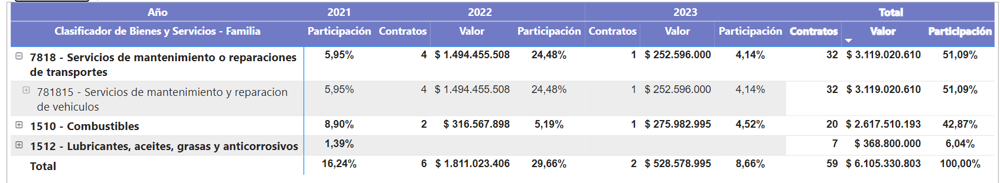 Año 2021 2022 2023 Total
Clasificador de Bienes y Servicios - Familia Participación Contratos Valor Participación Contratos Valor Participación Contratos Valor Participación
7818 - Servicios de mantenimiento o reparaciones 5,95% 4 $ 1.494.455.508 24,48% 1 $ 252.596.000 4,14% 32 $ 3.119.020.610 51,09%
de transportes
781815 - Servicios de mantenimiento y reparacion 5,95% 4 $ 1.494.455.508 24,48% 1 $ 252.596.000 4,14% 32 $ 3.119.020.610 51,09%
de vehiculos
1510 - Combustibles 8,90% 2 $ 316.567.898 5,19% 1 $ 275.982.995 4,52% 20 $ 2.617.510.193 42,87%
1512 - Lubricantes, aceites, grasas y anticorrosivos 1,39% 7 $ 368.800.000 6,04%
Total 16,24% 6 $ 1.811.023.406 29,66% 2 $ 528.578.995 8,66% 59 $ 6.105.330.803 100,00%